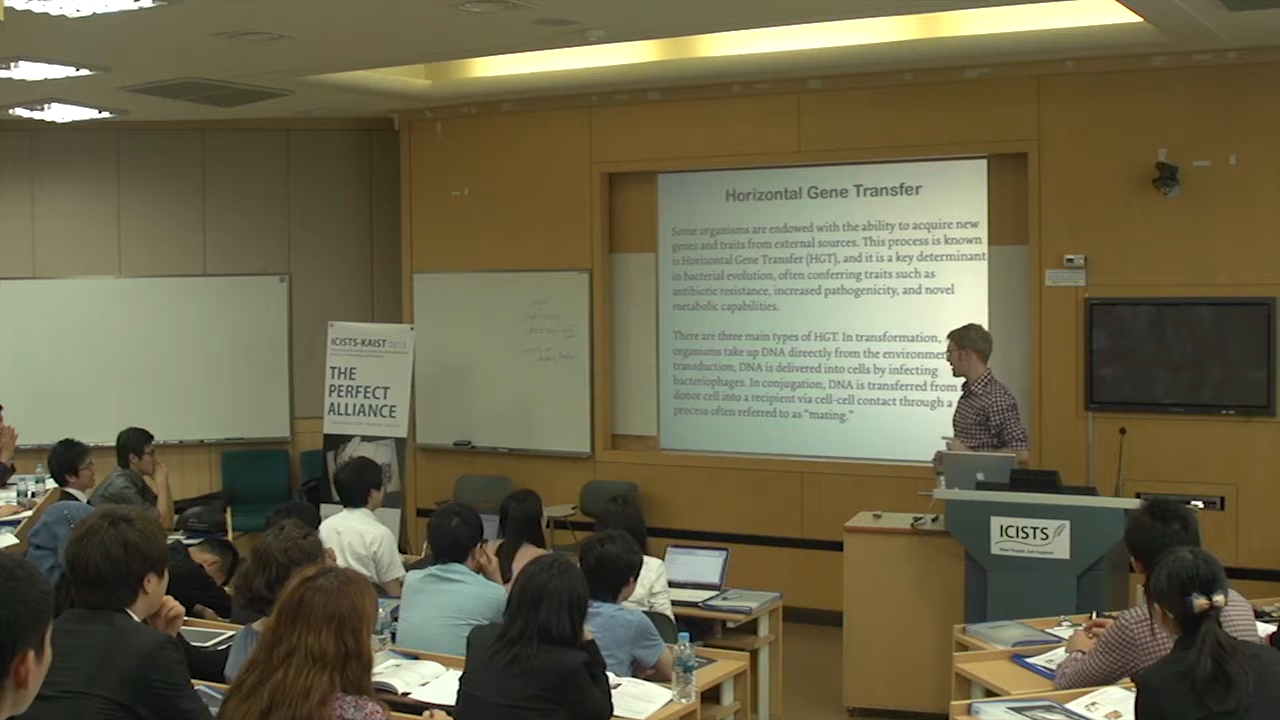 Horizontal Gene Transfer
Some organisms are endowed with the ability to acquire new
genes and traits from external sources. This process is known
is Horizontal Gene Transfer (HGT), and it is a key determinant
in bacterial evolution, often conferring traits such as
antibiotic resistance, increased pathogenicity, and novel
metabolic capabilities.
There are three main types of HGT. In transformation,
organisms take up DNA directly from the environmen
transduction, DNA is delivered into cells by infecting
bacteriophages. In conjugation, DNA is transferred from
donor cell into a recipient via cell-cell contact through a
process often referred to as “mating.”
ICISTS-KAIST 2013
THE
PERFECT
ALLIANCE
ICISTS